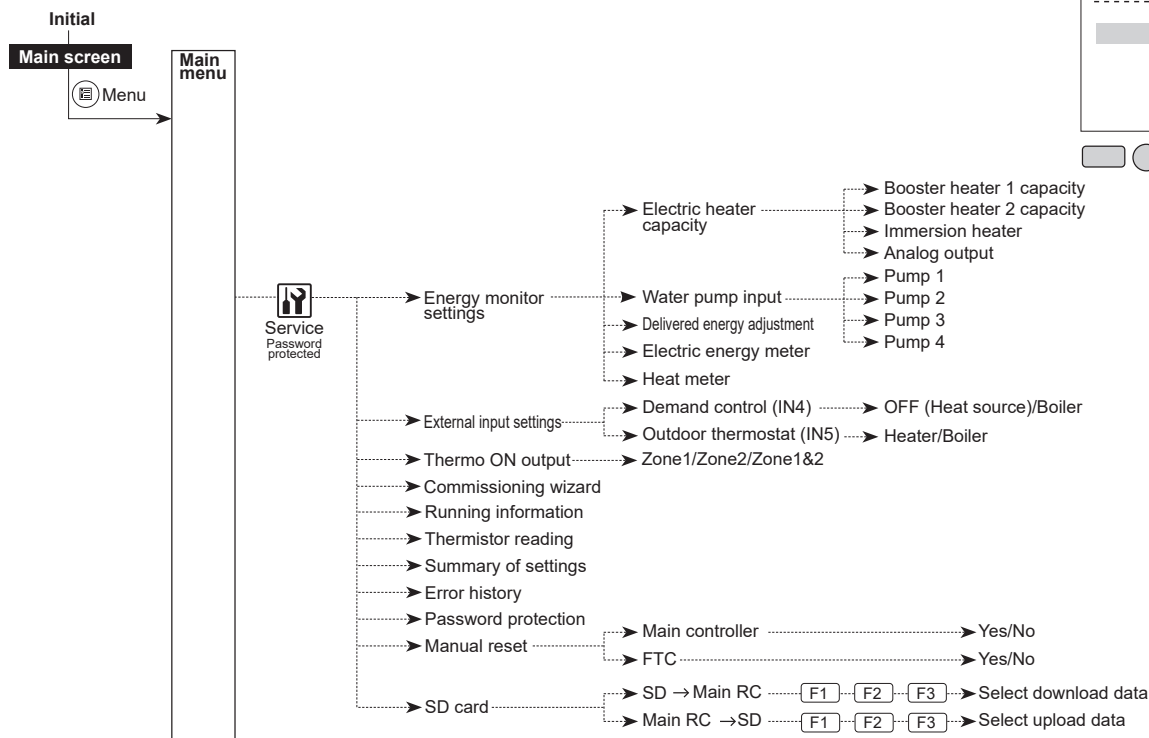 Initial
Main screen
Menu
Main
menu
Service
Password
protected
Energy monitor
settings
Electric heater
capacity
Booster heater 1 capacity
Booster heater 2 capacity
Immersion heater
Analog output
Water pump input
Pump 1
Pump 2
Pump 3
Pump 4
Delivered energy adjustment
Electric energy meter
Heat meter
External input settings
Demand control (IN4)
OFF (Heat source)/Boiler
Outdoor thermostat (IN5)
Heater/Boiler
Thermo ON output
Zone1/Zone2/Zone1&2
Commissioning wizard
Running information
Thermistor reading
Summary of settings
Error history
Password protection
Manual reset
Main controller
Yes/No
FTC
Yes/No
SD card
SD → Main RC
F1 F2 F3
Select download data
Main RC → SD
F1 F2 F3
Select upload data